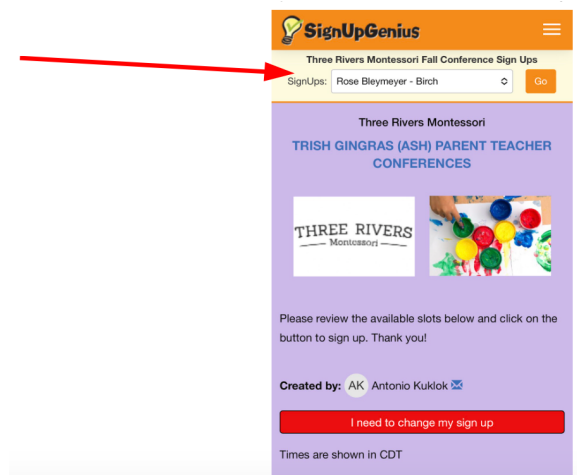 SignUpGenius
Three Rivers Montessori Fall Conference Sign Ups
SignUps: Rose Bleymeyer - Birch Go
Three Rivers Montessori
TRISH GINGRAS (ASH) PARENT TEACHER
CONFERENCES
THREE RIVERS
Montessori
Please review the available slots below and click on the
button to sign up. Thank you!
Created by: AK Antonio Kuklok
I need to change my sign up
Times are shown in CDT